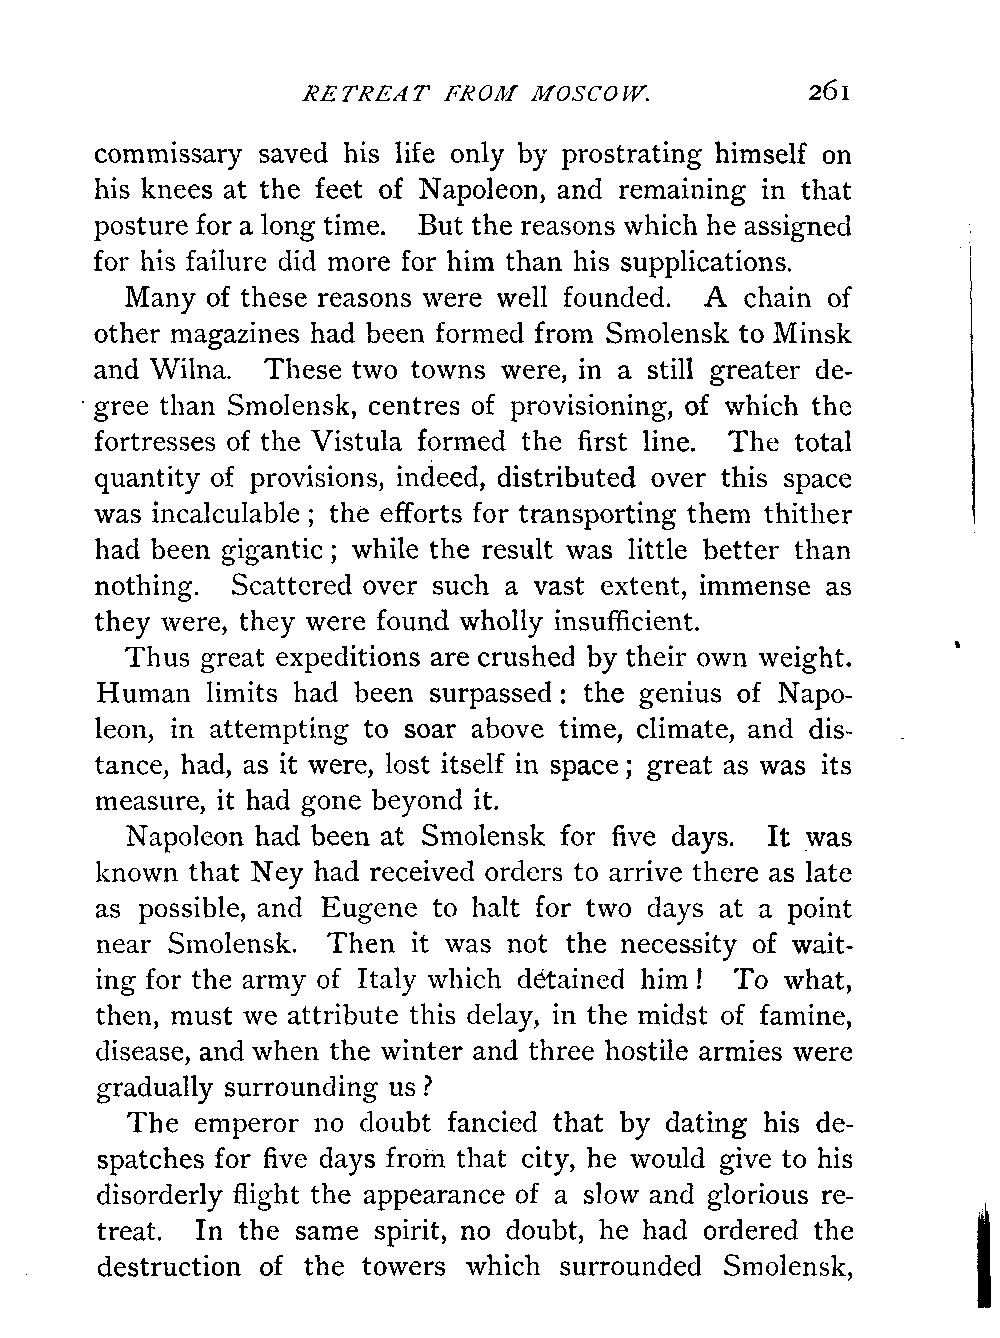 RETREAT FROM MOSCOW. 261
commissary saved his life only by prostrating himself on
his knees at the feet of Napoleon, and remaining in that
posture for a long time. But the reasons which he assigned
for his failure did more for him than his supplications.
Many of these reasons were well founded. A chain of
other magazines had been formed from Smolensk to Minsk
and Wilna. These two towns were, in a still greater de-
gree than Smolensk, centres of provisioning, of which the
fortresses of the Vistula formed the first line. The total
quantity of provisions, indeed, distributed over this space
was incalculable; the efforts for transporting them thither
had been gigantic; while the result was little better than
nothing. Scattered over such a vast extent, immense as
they were, they were found wholly insufficient.
Thus great expeditions are crushed by their own weight.
Human limits had been surpassed: the genius of Napo-
leon, in attempting to soar above time, climate, and dis-
tance, had, as it were, lost itself in space; great as was its
measure, it had gone beyond it.
Napoleon had been at Smolensk for five days. It was
known that Ney had received orders to arrive there as late
as possible, and Eugene to halt for two days at a point
near Smolensk. Then it was not the necessity of wait-
ing for the army of Italy which detained him! To what,
then, must we attribute this delay, in the midst of famine,
disease, and when the winter and three hostile armies were
gradually surrounding us?
The emperor no doubt fancied that by dating his de-
spatches for five days from that city, he would give to his
disorderly flight the appearance of a slow and glorious re-
treat. In the same spirit, no doubt, he had ordered the
destruction of the towers which surrounded Smolensk,